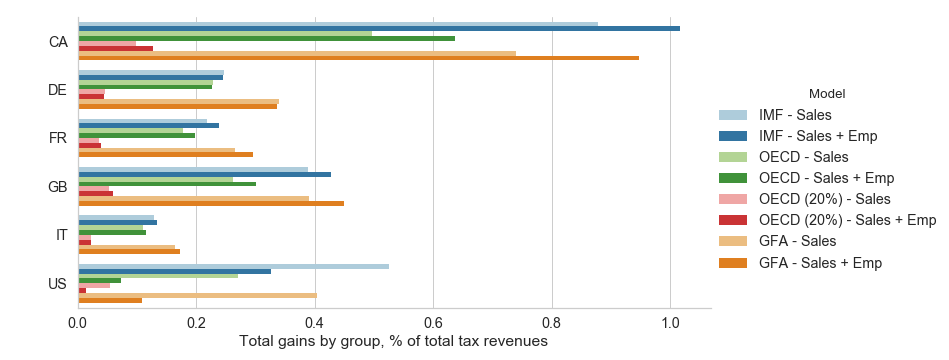 CA
DE
FR
GB
IT
US
0.0 0.2 0.4 0.6 0.8 1.0
Total gains by group, % of total tax revenues
Model
IMF - Sales
IMF - Sales + Emp
OECD - Sales
OECD - Sales + Emp
OECD (20%) - Sales
OECD (20%) - Sales + Emp
GFA - Sales
GFA - Sales + Emp